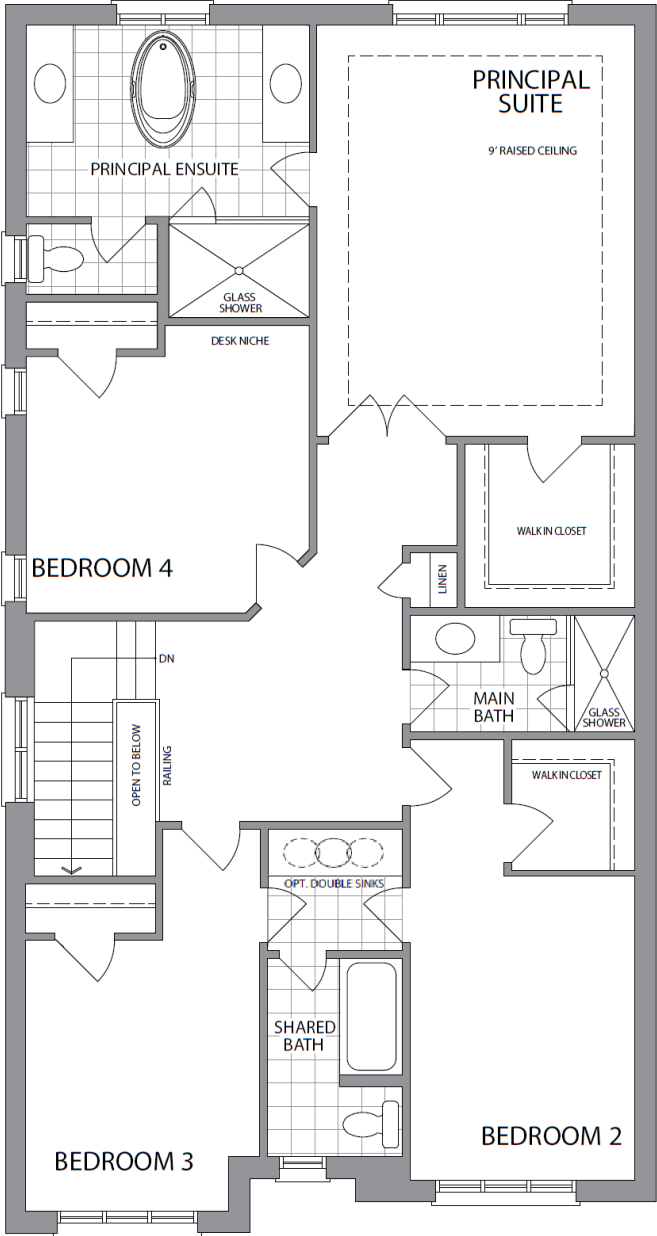 PRINCIPAL
SUITE
9' RAISED CEILING
PRINCIPAL ENSUITE
GLASS
SHOWER
DESK NICHE
WALK IN CLOSET
BEDROOM 4
LINEN
DN
MAIN
BATH
GLASS
SHOWER
OPEN TO BELOW
RAILING
WALK IN CLOSET
OPT. DOUBLE SINKS
SHARED
BATH
BEDROOM 2
BEDROOM 3